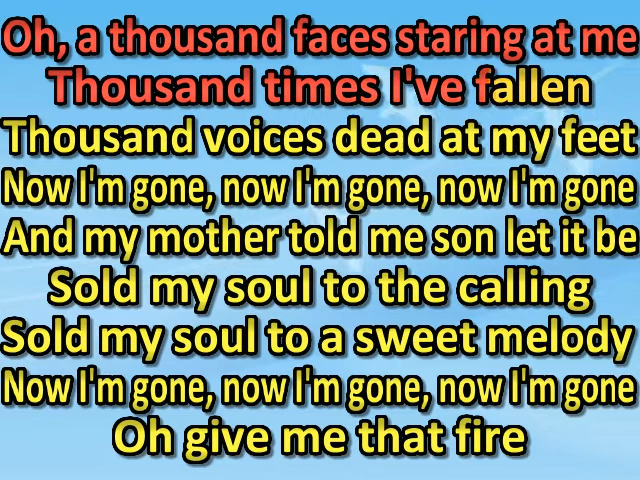 Oh, a thousand faces staring at me
Thousand times I've fallen
Thousand voices dead at my feet
Now I'm gone, now I'm gone, now I'm gone
And my mother told me son let it be
Sold my soul to the calling
Sold my soul to a sweet melody
Now I'm gone, now I'm gone, now I'm gone
Oh give me that fire